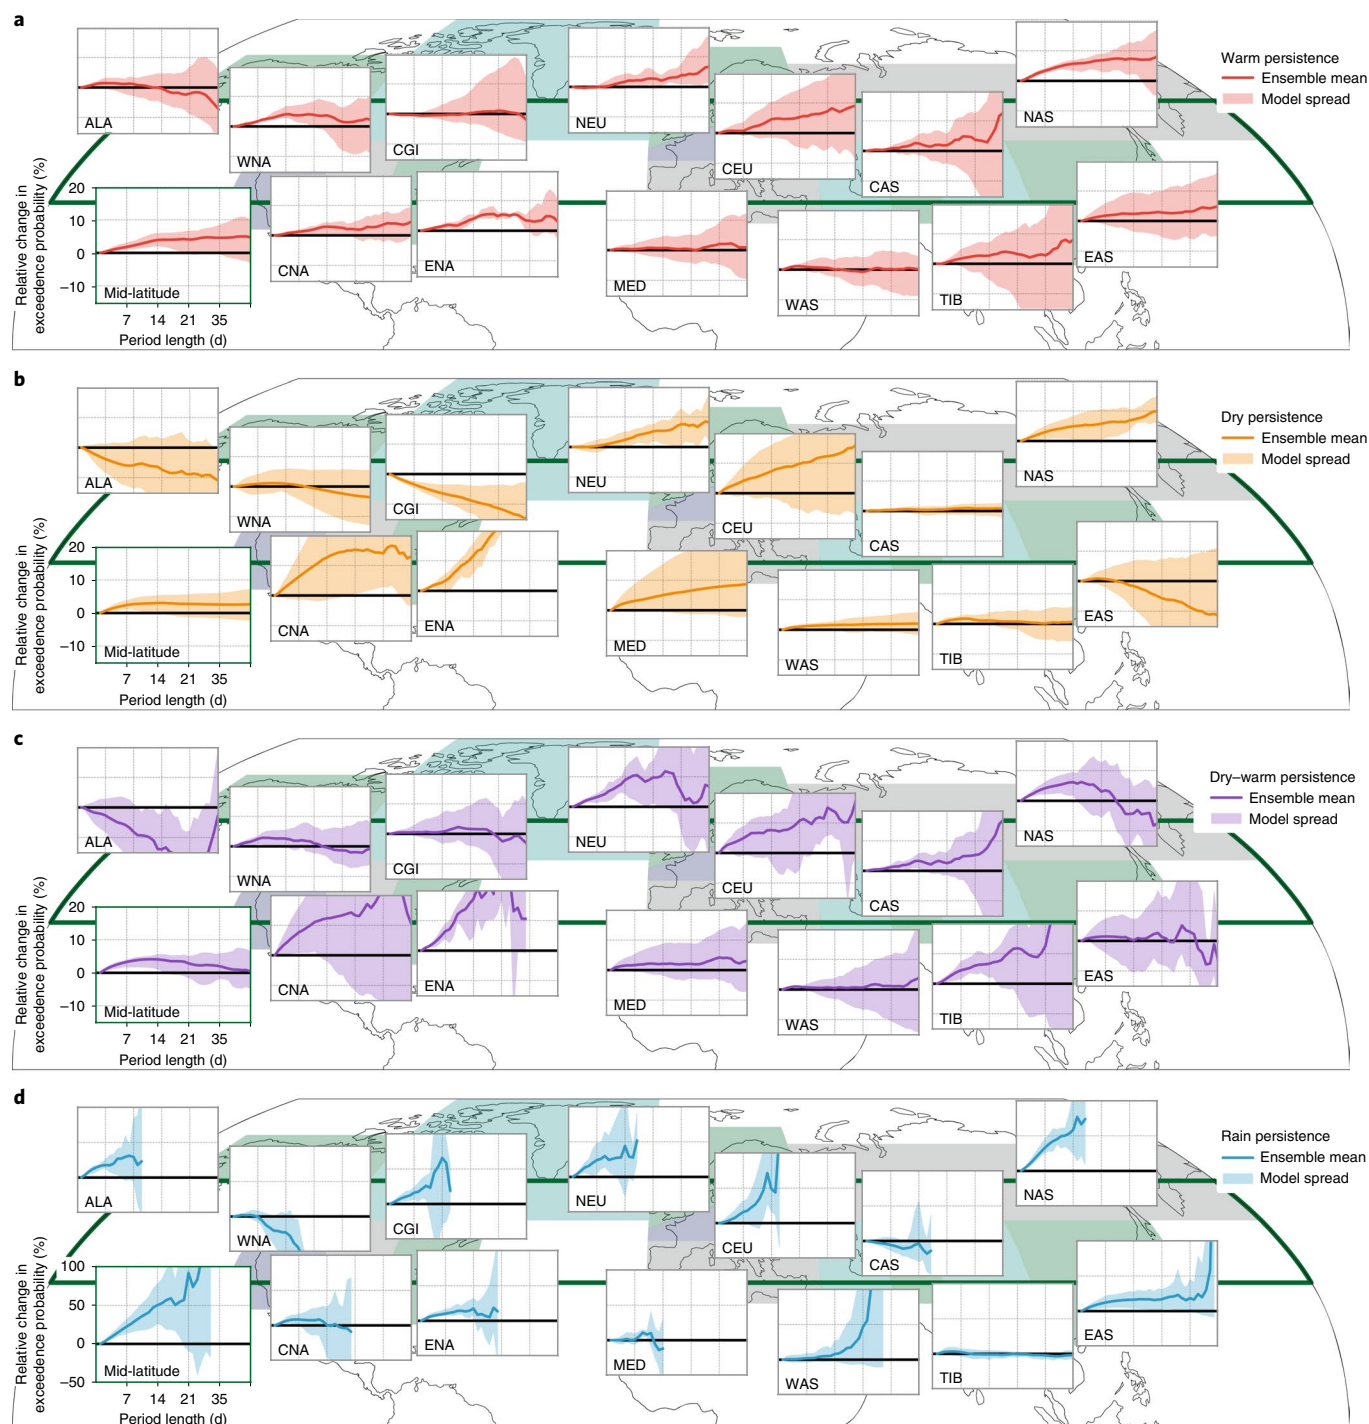 a
Warm persistence
Ensemble mean
Model spread
ALA
WNA
CGI
NEU
CEU
CAS
NAS
Relative change in
exceedence probability (%)
20
10
0
−10
Mid-latitude
7 14 21 35
Period length (d)
CNA
ENA
MED
WAS
TIB
EAS
b
Dry persistence
Ensemble mean
Model spread
ALA
WNA
CGI
NEU
CEU
CAS
NAS
Relative change in
exceedence probability (%)
20
10
0
−10
Mid-latitude
7 14 21 35
Period length (d)
CNA
ENA
MED
WAS
TIB
EAS
c
Dry–warm persistence
Ensemble mean
Model spread
ALA
WNA
CGI
NEU
CEU
CAS
NAS
Relative change in
exceedence probability (%)
20
10
0
−10
Mid-latitude
7 14 21 35
Period length (d)
CNA
ENA
MED
WAS
TIB
EAS
d
Rain persistence
Ensemble mean
Model spread
ALA
WNA
CGI
NEU
CEU
CAS
NAS
Relative change in
exceedence probability (%)
100
50
0
−50
Mid-latitude
7 14 21 35
Period length (d)
CNA
ENA
MED
WAS
TIB
EAS